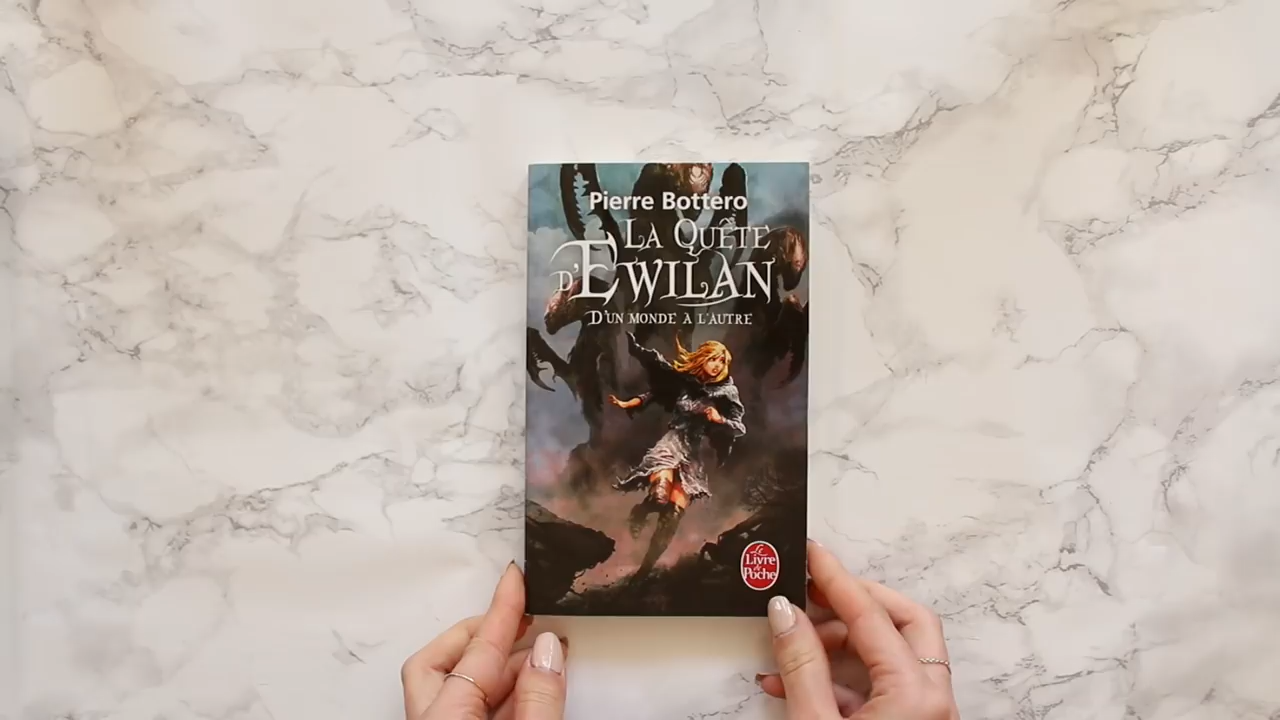 Pierre Bottero
La Quête
d'Ewilan
D'un monde à l'autre
Le
Livre
de
Poche